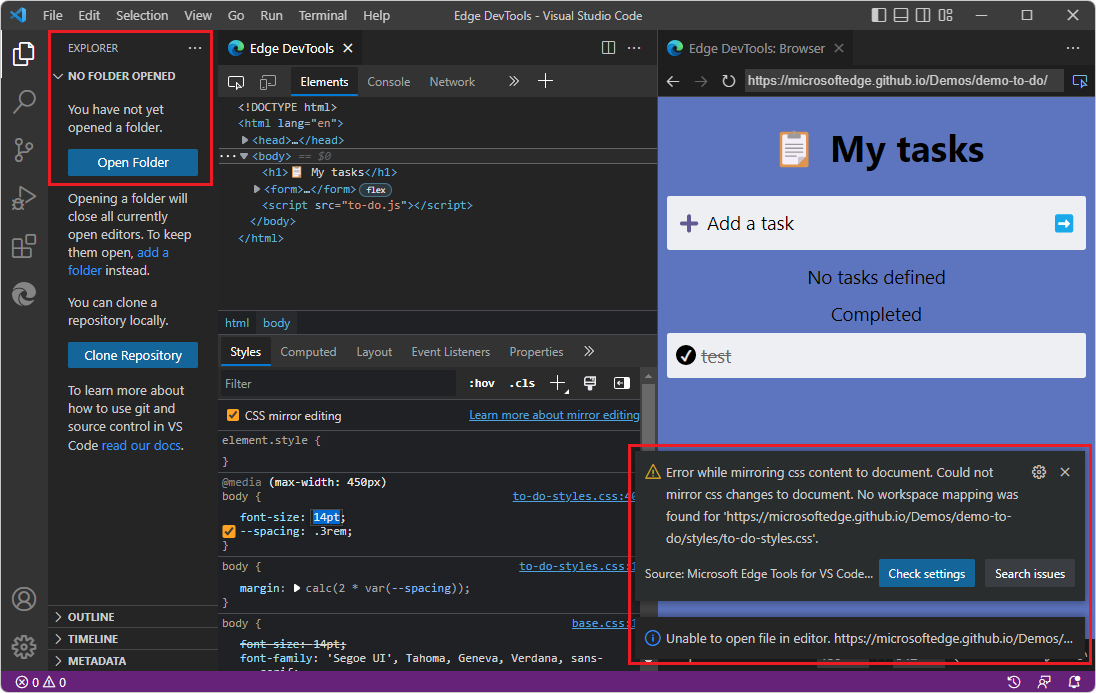 File Edit Selection View Go Run Terminal Help Edge DevTools - Visual Studio Code
EXPLORER
NO FOLDER OPENED
You have not yet
opened a folder.
Open Folder
Opening a folder will
close all currently
open editors. To keep
them open, add a
folder instead.
You can clone a
repository locally.
Clone Repository
To learn more about
how to use git and
source control in VS
Code read our docs.
OUTLINE
TIMELINE
METADATA
Edge DevTools
Elements Console Network
<!DOCTYPE html>
<html lang="en">
<head>…</head>
<body> == $0
<h1>📋 My tasks</h1>
<form>…</form> flex
<script src="to-do.js"></script>
</body>
</html>
html body
Styles Computed Layout Event Listeners Properties
Filter :hov .cls
CSS mirror editing Learn more about mirror editing
element.style {
}
@media (max-width: 450px)
body { to-do-styles.css:40
font-size: 14pt;
--spacing: .3rem;
}
body { to-do-styles.css:1
margin: calc(2 * var(--spacing));
}
body { base.css:1
font-size: 14pt;
font-family: 'Segoe UI', Tahoma, Geneva, Verdana, sans-
Edge DevTools: Browser
https://microsoftedge.github.io/Demos/demo-to-do/
My tasks
Add a task
No tasks defined
Completed
test
Error while mirroring css content to document. Could not
mirror css changes to document. No workspace mapping was
found for 'https://microsoftedge.github.io/Demos/demo-to-
do/styles/to-do-styles.css'.
Source: Microsoft Edge Tools for VS Code... Check settings Search issues
Unable to open file in editor. https://microsoftedge.github.io/Demos/...
0 0